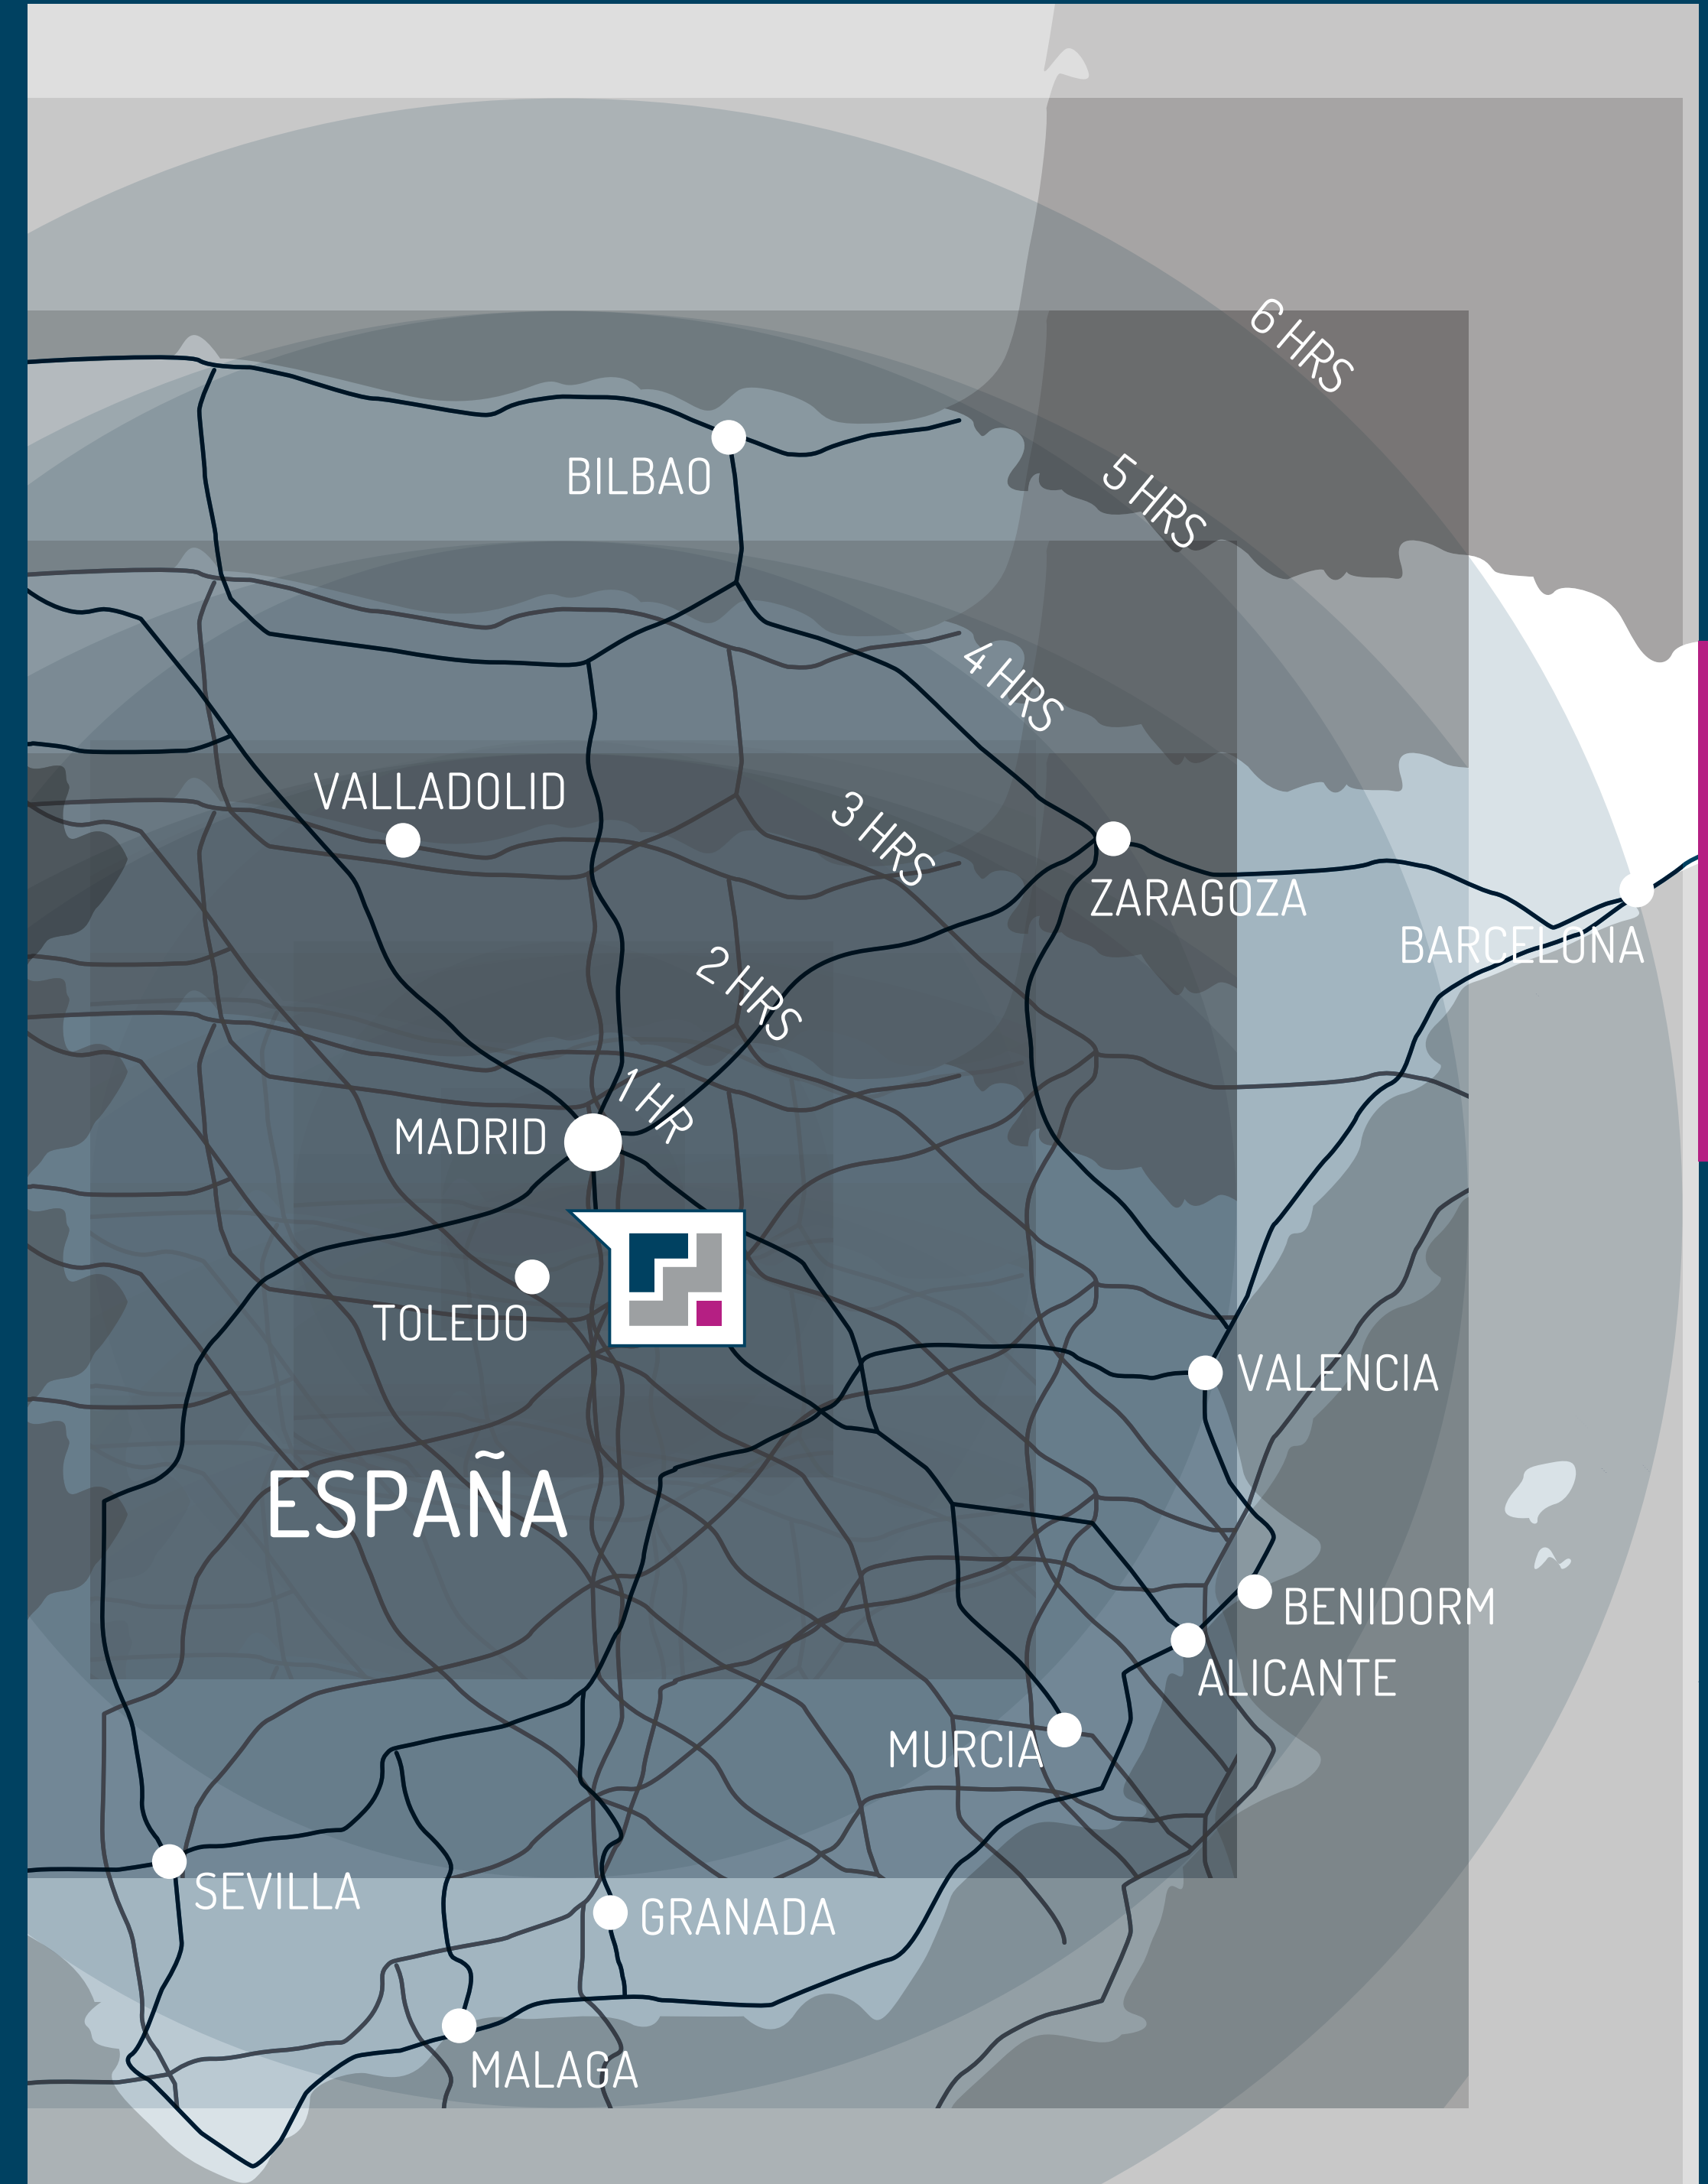 6 HRS
BILBAO
5 HRS
4 HRS
VALLADOLID
3 HRS
ZARAGOZA
BARCELONA
2 HRS
1 HR
MADRID
TOLEDO
VALENCIA
ESPAÑA
BENIDORM
ALICANTE
MURCIA
SEVILLA
GRANADA
MALAGA